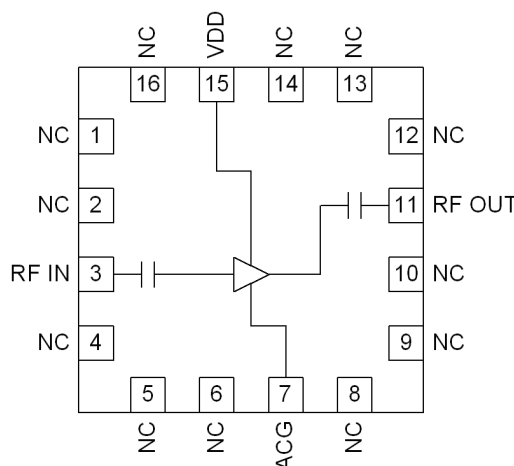 NC
VDD
NC
NC
16
15
14
13
NC 1
12 NC
NC 2
11 RF OUT
RF IN 3
10 NC
NC 4
9 NC
5
6
7
8
NC
NC
ACG
NC